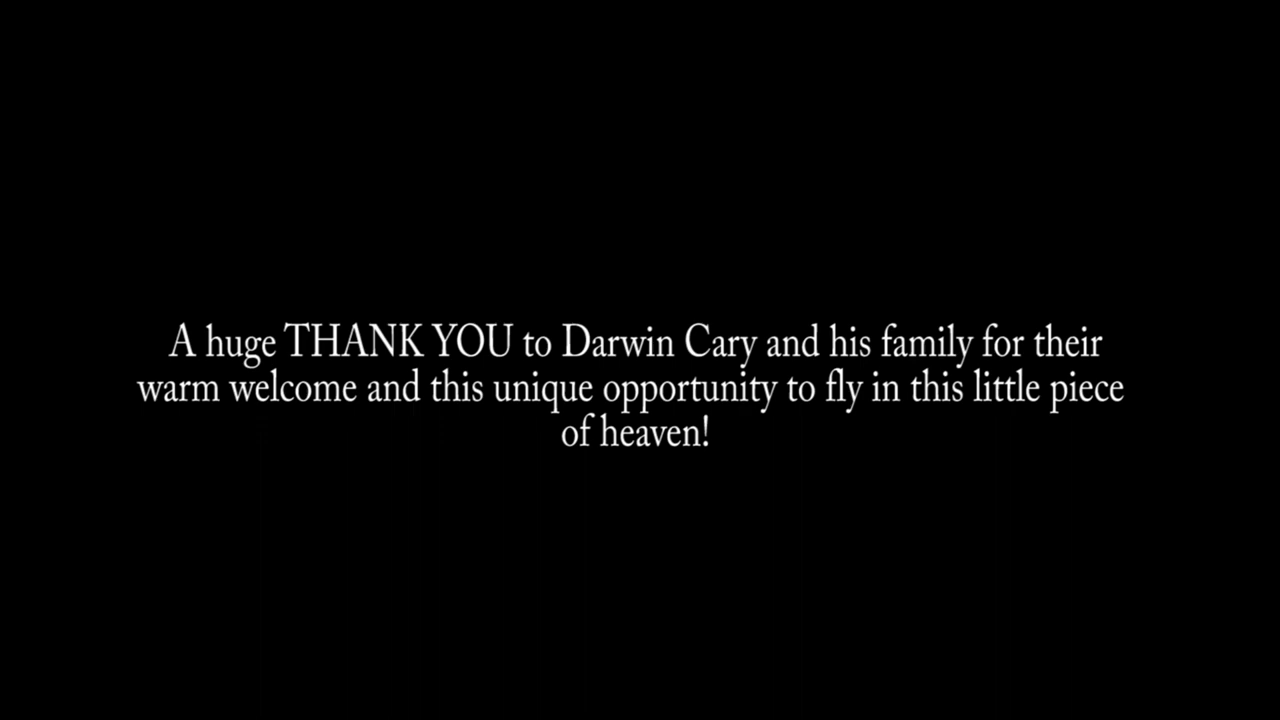 A huge THANK YOU to Darwin Cary and his family for their
warm welcome and this unique opportunity to fly in this little piece
of heaven!